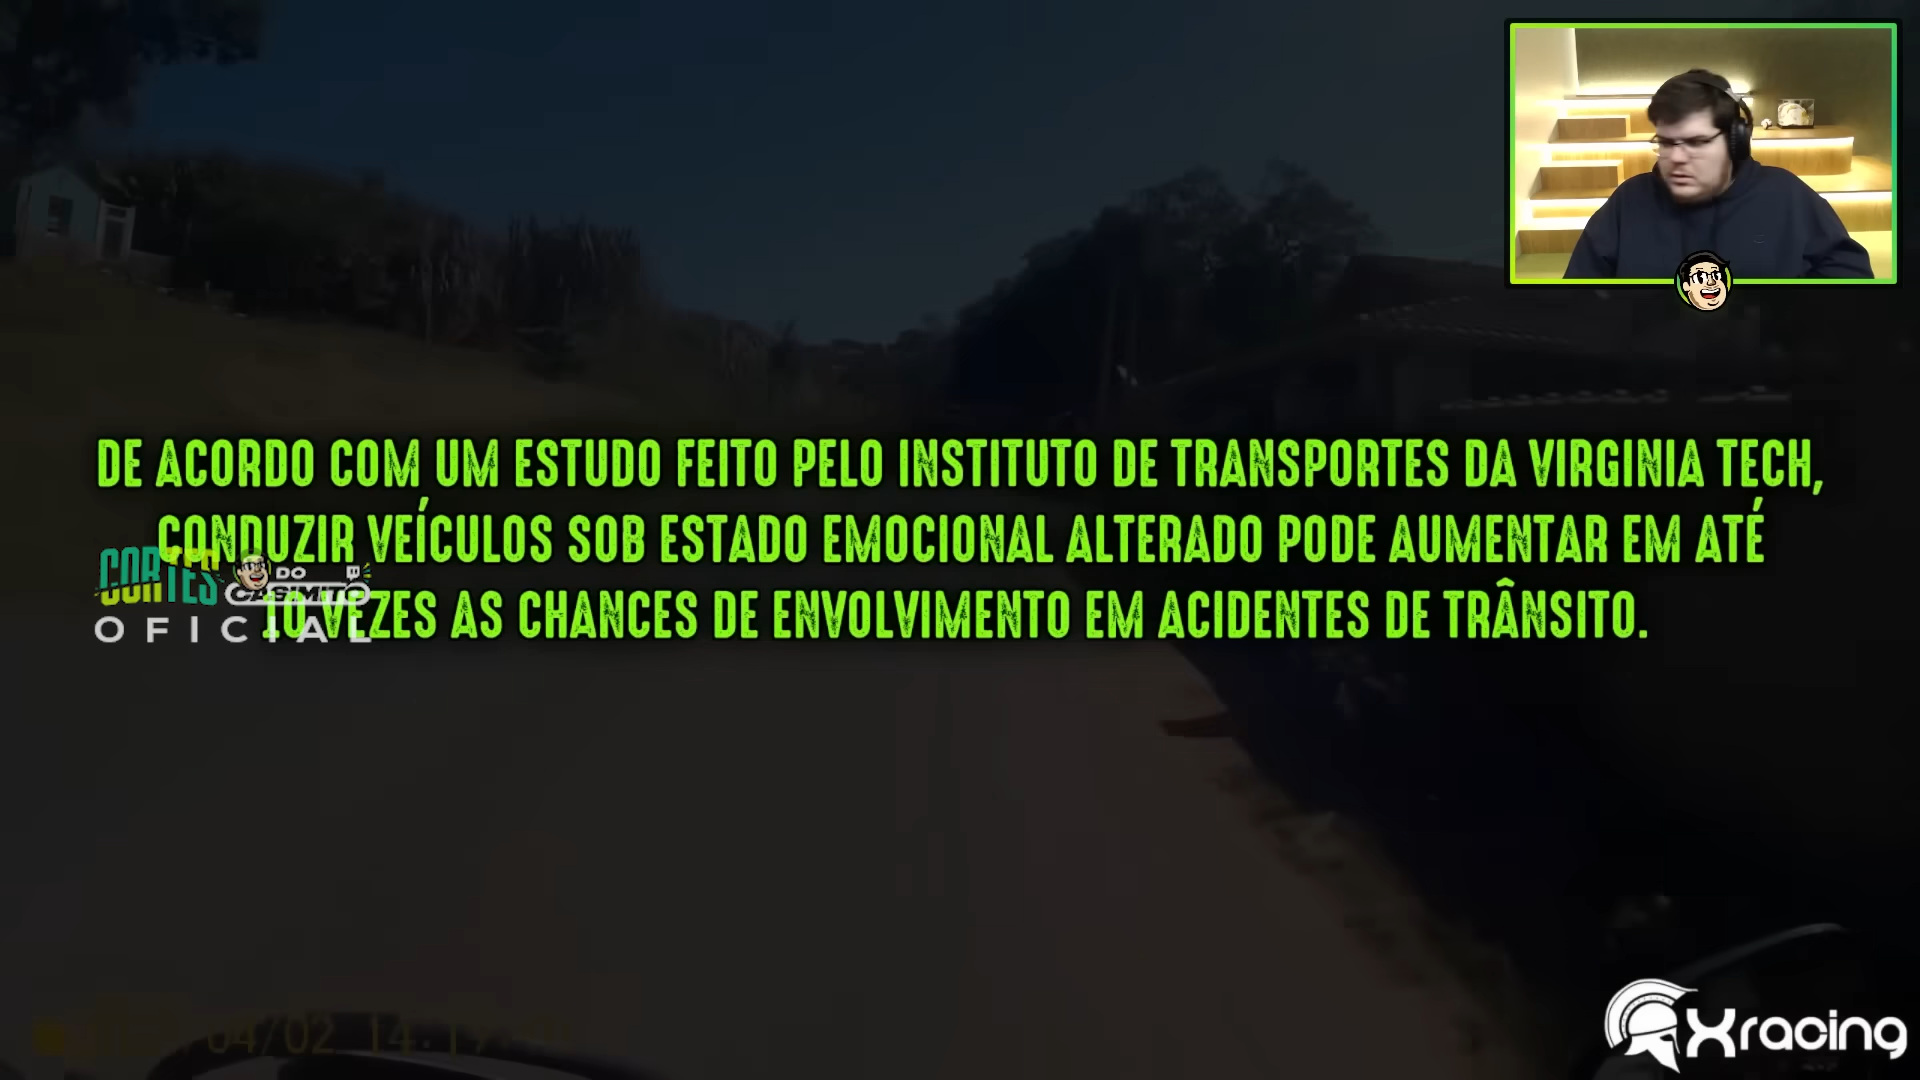 DE ACORDO COM UM ESTUDO FEITO PELO INSTITUTO DE TRANSPORTES DA VIRGINIA TECH,
CONDUZIR VEÍCULOS SOB ESTADO EMOCIONAL ALTERADO PODE AUMENTAR EM ATÉ
10 VEZES AS CHANCES DE ENVOLVIMENTO EM ACIDENTES DE TRÂNSITO.
CORTES DO CASIMITO
OFICIAL
Xracing